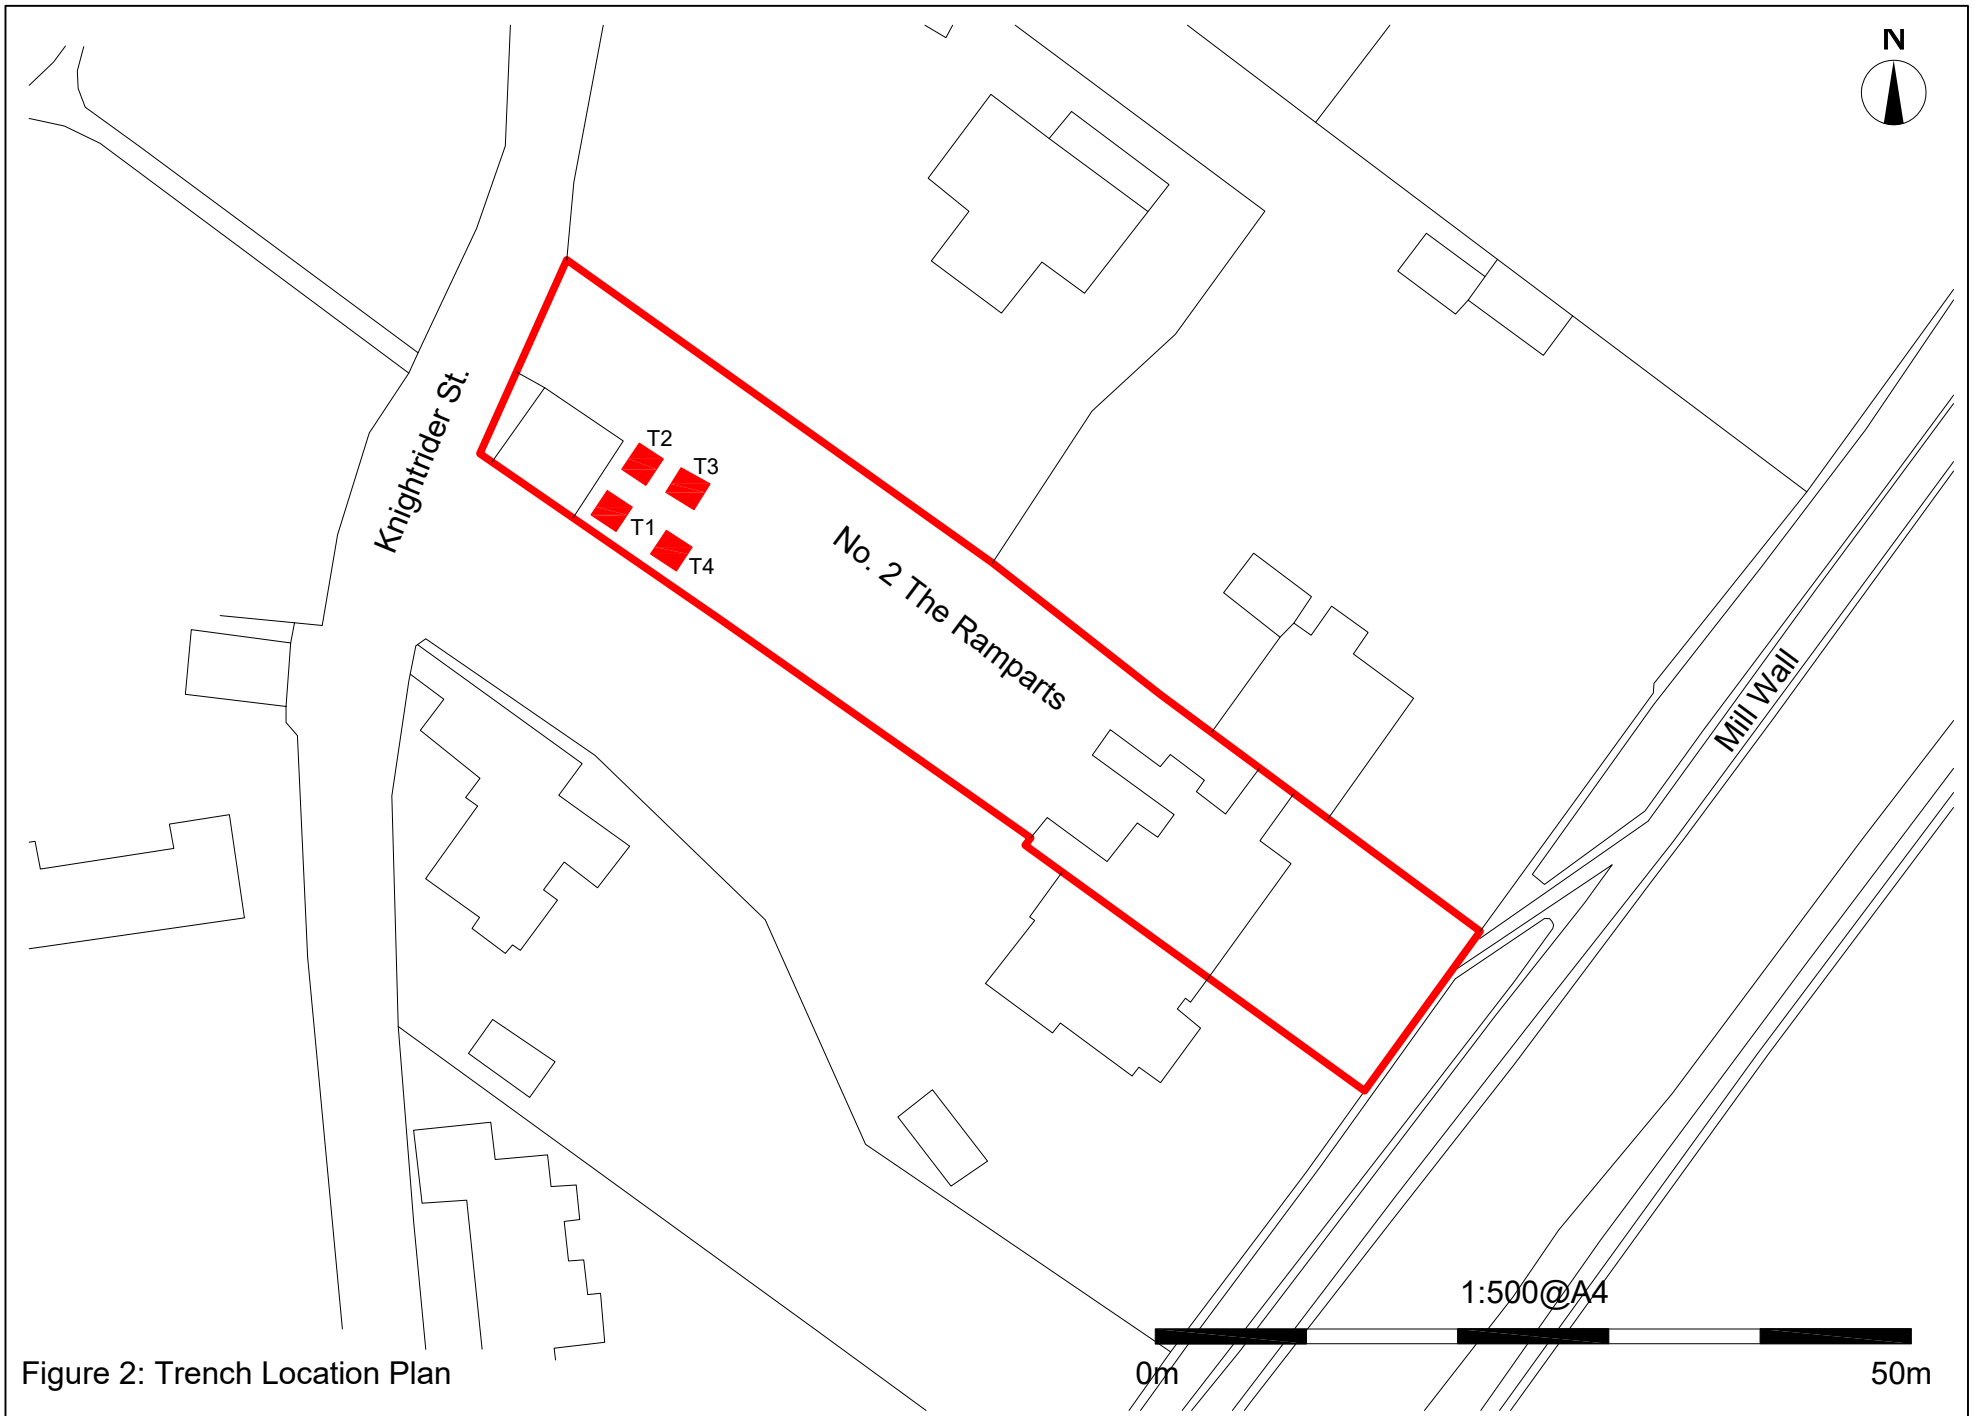 N
Knightrider St.
T2
T3
T1
T4
No. 2 The Ramparts
Mill Wall
1:500@A4
0m
50m
Figure 2: Trench Location Plan